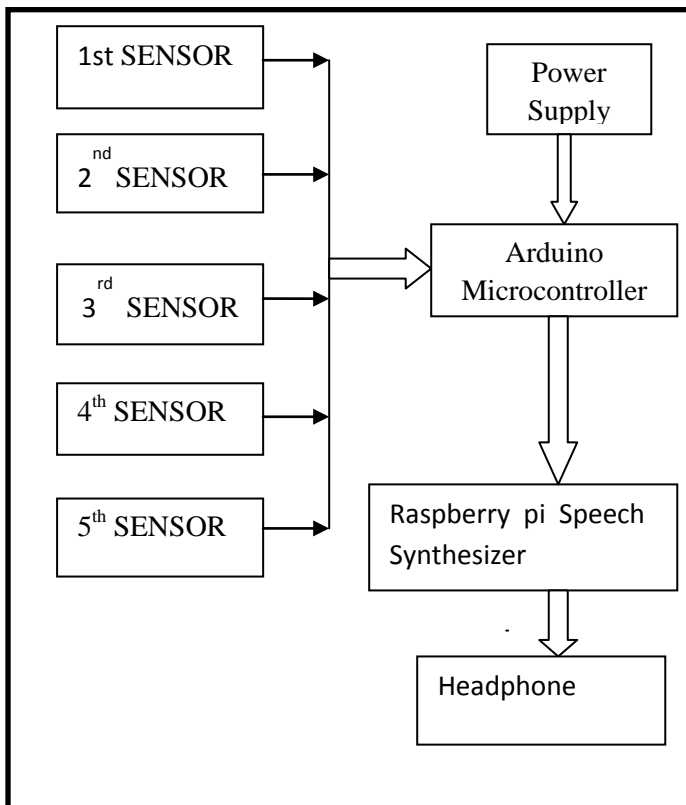 1st SENSOR
2nd SENSOR
3rd SENSOR
4th SENSOR
5th SENSOR
Power
Supply
Arduino
Microcontroller
Raspberry pi Speech
Synthesizer
Headphone